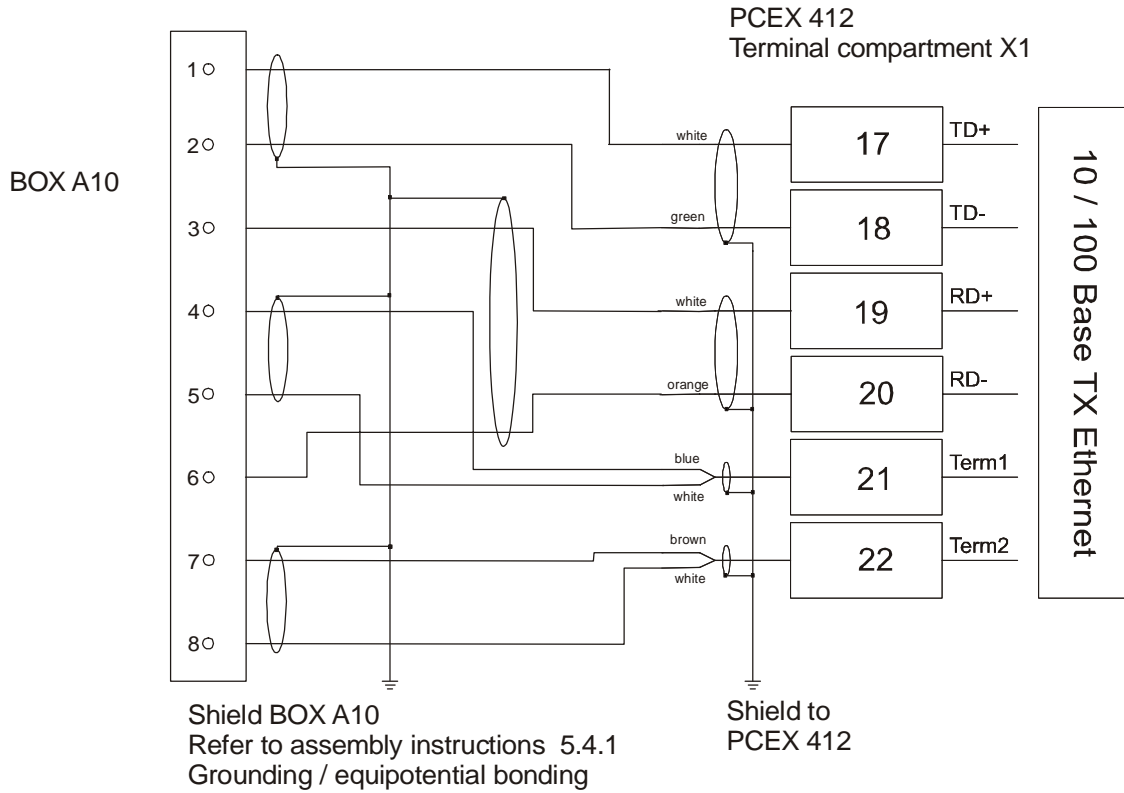 PCEX 412
Terminal compartment X1
BOX A10
1
2
3
4
5
6
7
8
white
green
white
orange
blue
white
brown
white
17
18
19
20
21
22
TD+
TD-
RD+
RD-
Term1
Term2
10 / 100 Base TX Ethernet
Shield BOX A10
Refer to assembly instructions 5.4.1
Grounding / equipotential bonding
Shield to
PCEX 412